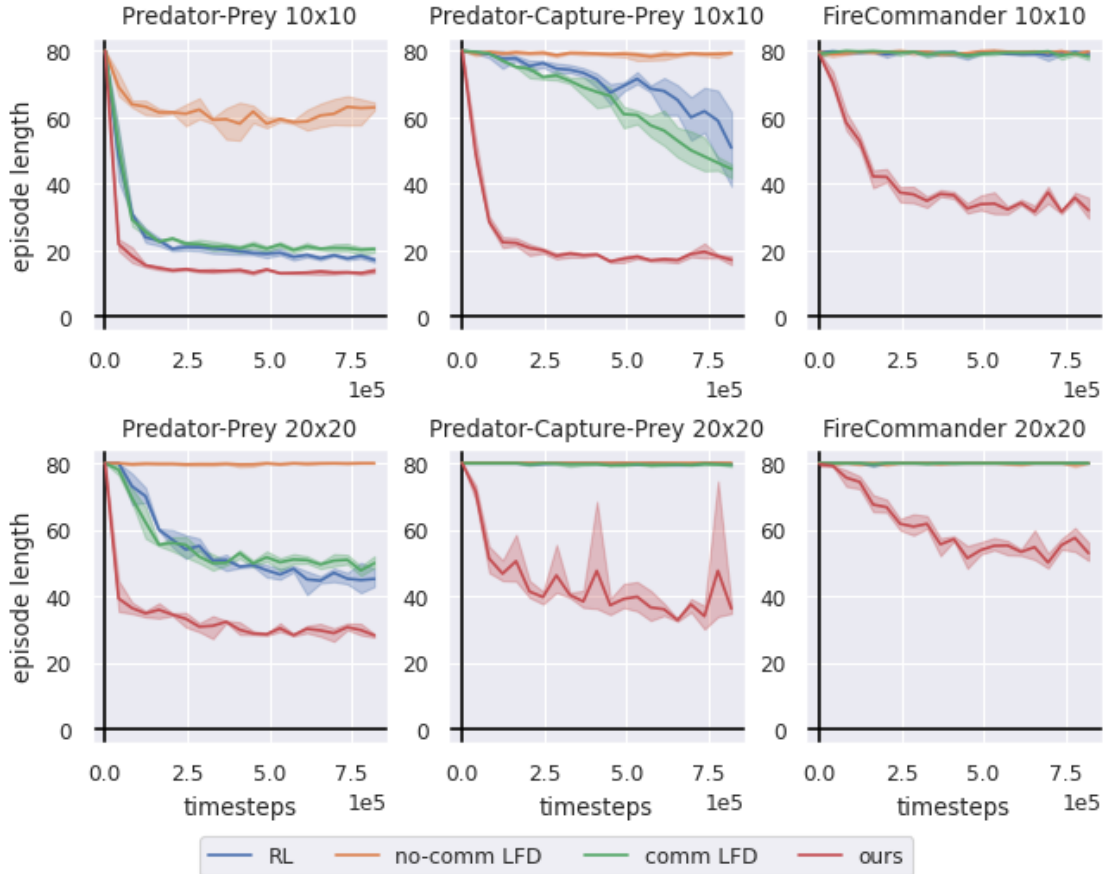 Predator-Prey 10x10 Predator-Capture-Prey 10x10 FireCommander 10x10
episode length
80 80 80
60 60 60
40 40 40
20 20 20
0 0 0
0.0 2.5 5.0 7.5 0.0 2.5 5.0 7.5 0.0 2.5 5.0 7.5
1e5 1e5 1e5
Predator-Prey 20x20 Predator-Capture-Prey 20x20 FireCommander 20x20
episode length
80 80 80
60 60 60
40 40 40
20 20 20
0 0 0
0.0 2.5 5.0 7.5 0.0 2.5 5.0 7.5 0.0 2.5 5.0 7.5
timesteps 1e5 1e5 timesteps 1e5
RL no-comm LFD comm LFD ours